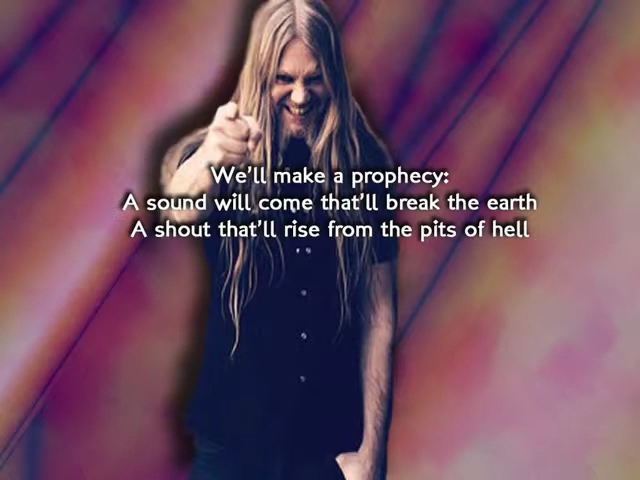 We'll make a prophecy:
A sound will come that'll break the earth
A shout that'll rise from the pits of hell